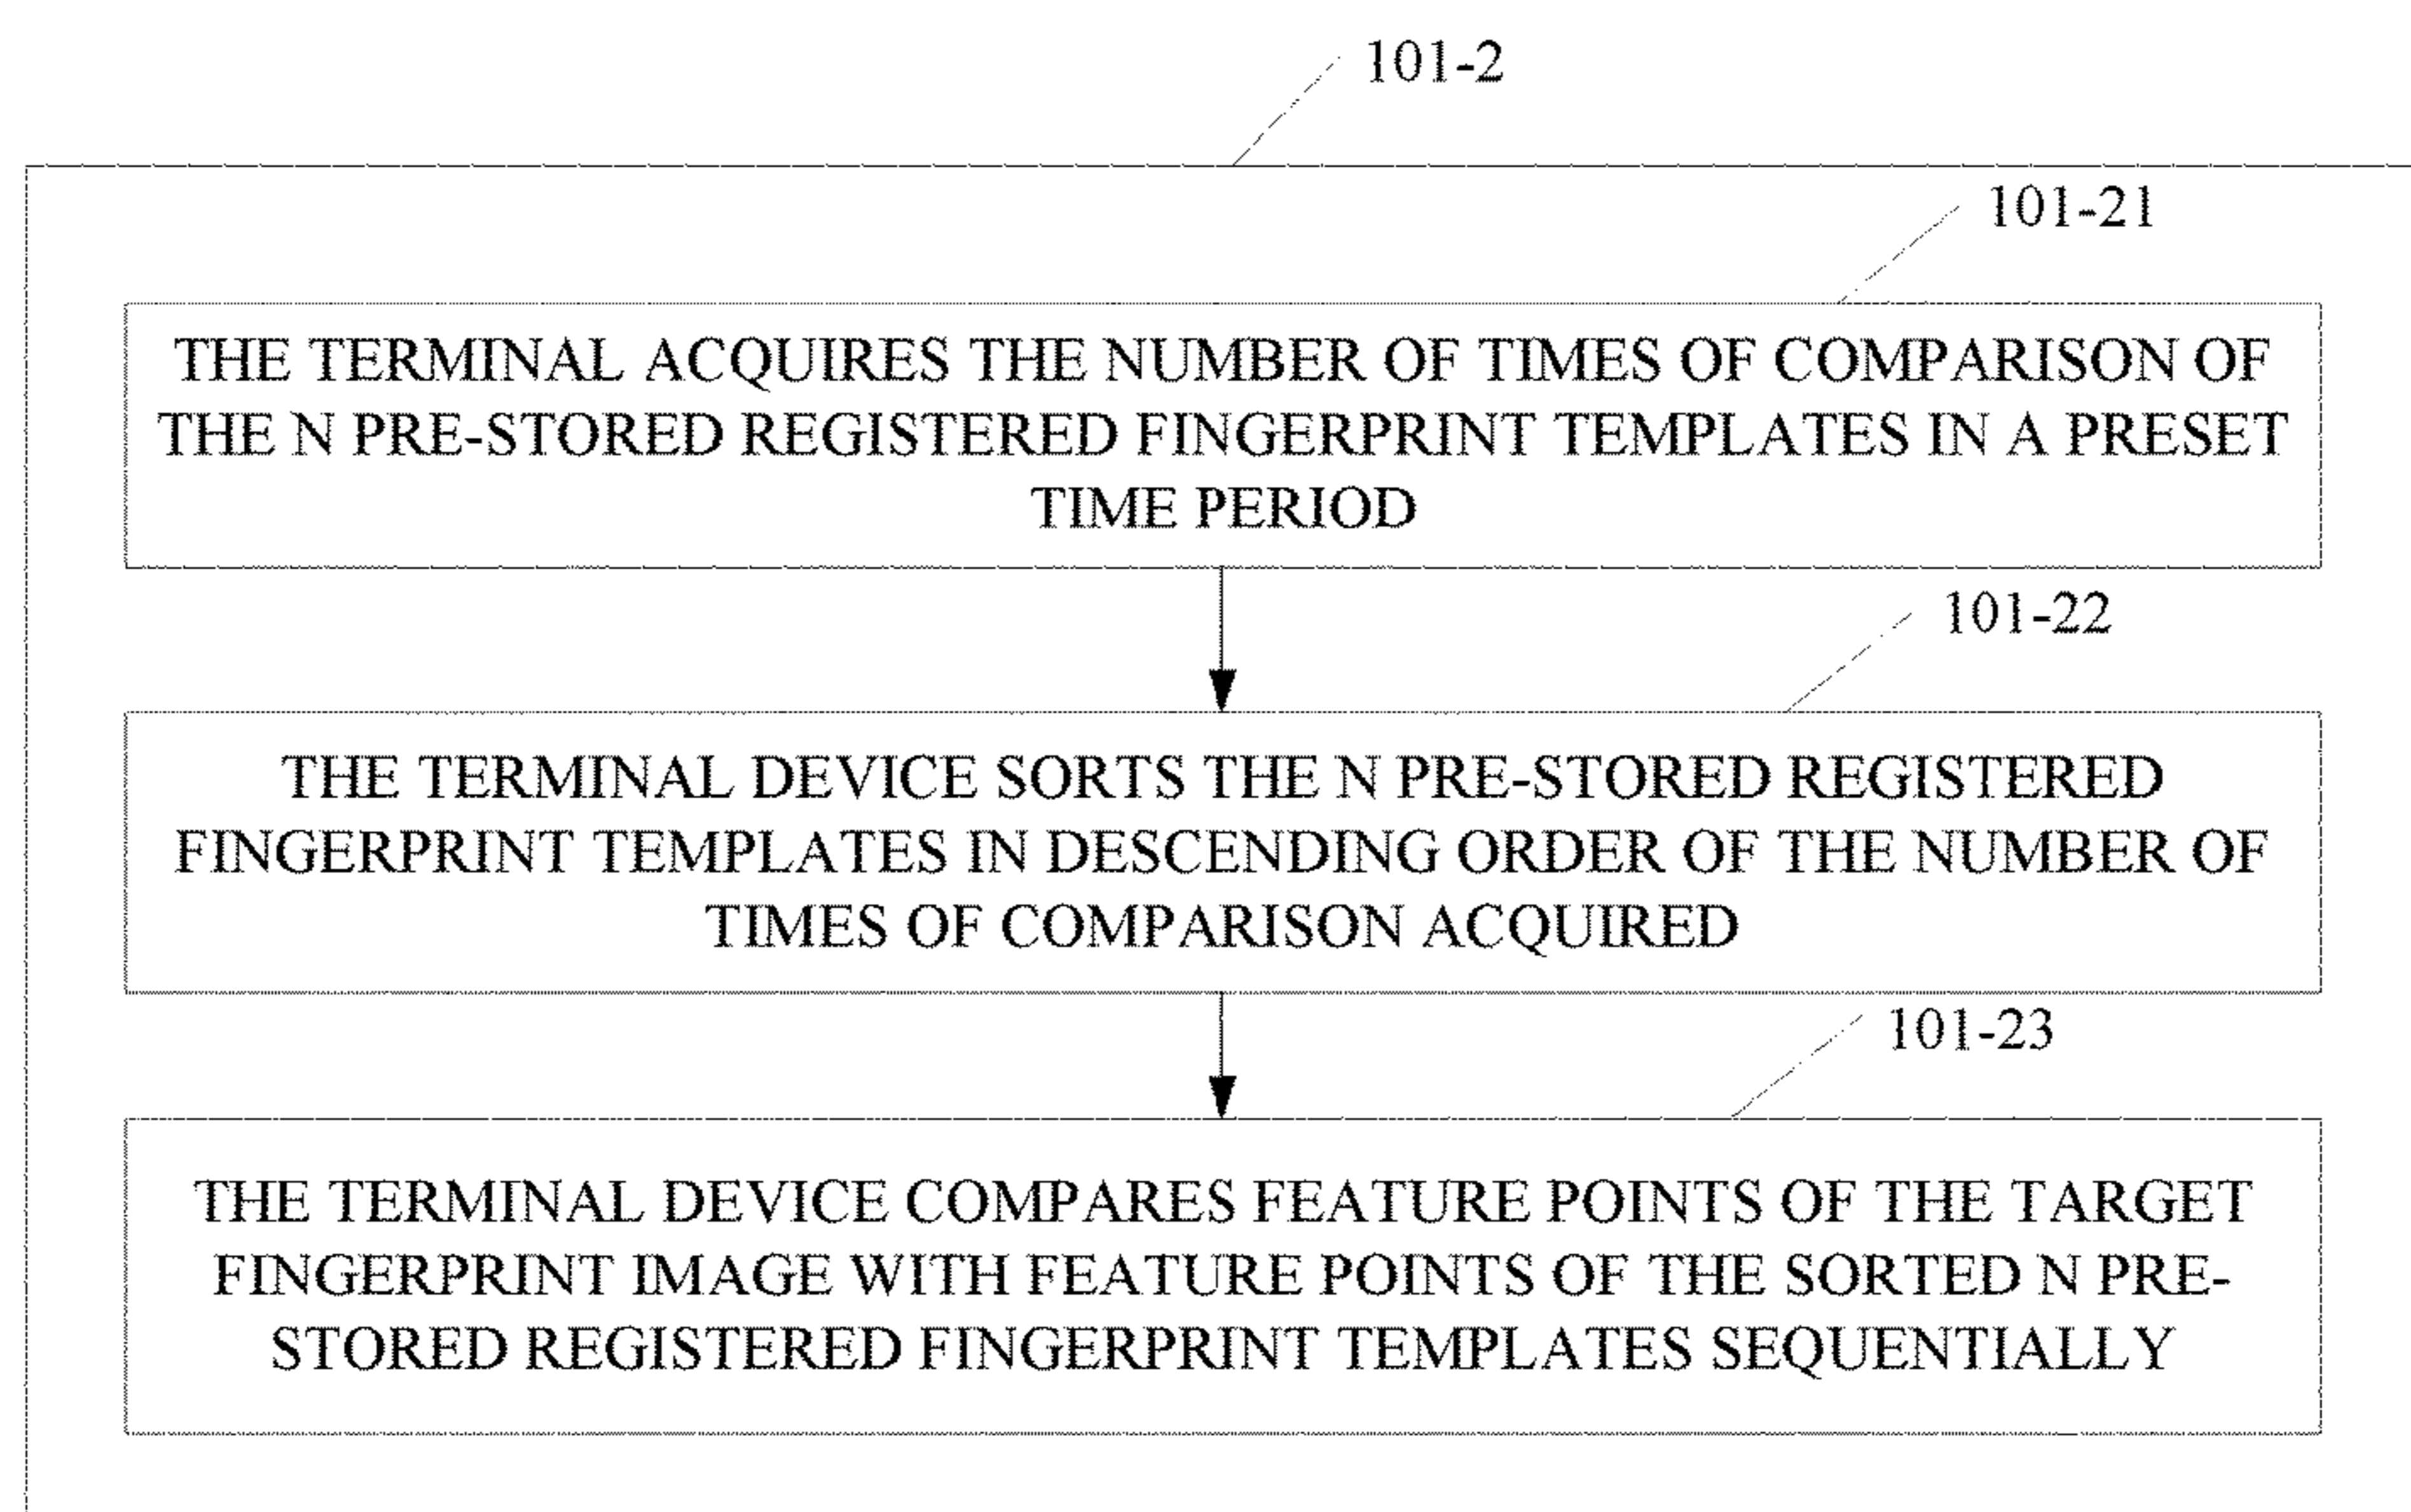 101-2
101-21
THE TERMINAL ACQUIRES THE NUMBER OF TIMES OF COMPARISON OF
THE N PRE-STORED REGISTERED FINGERPRINT TEMPLATES IN A PRESET
TIME PERIOD
101-22
THE TERMINAL DEVICE SORTS THE N PRE-STORED REGISTERED
FINGERPRINT TEMPLATES IN DESCENDING ORDER OF THE NUMBER OF
TIMES OF COMPARISON ACQUIRED
101-23
THE TERMINAL DEVICE COMPARES FEATURE POINTS OF THE TARGET
FINGERPRINT IMAGE WITH FEATURE POINTS OF THE SORTED N PRE-
STORED REGISTERED FINGERPRINT TEMPLATES SEQUENTIALLY